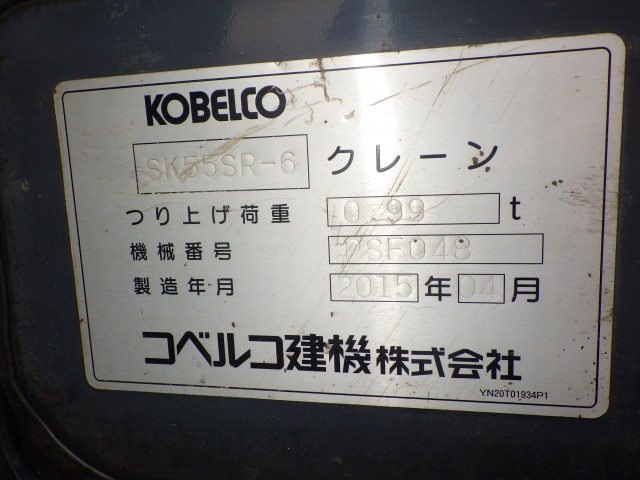 KOBELCO
SK55SR-6 クレーン
つり上げ荷重 0.99 t
機械番号 PSF048
製造年月 2015 年 04 月
コベルコ建機株式会社
YN20T01934P1